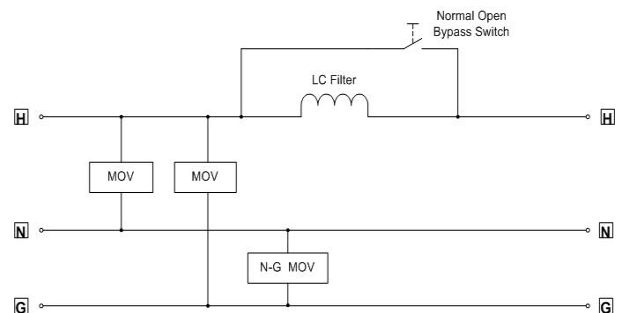 Normal Open
Bypass Switch
LC Filter
H H
MOV MOV
N N
N-G MOV
G G